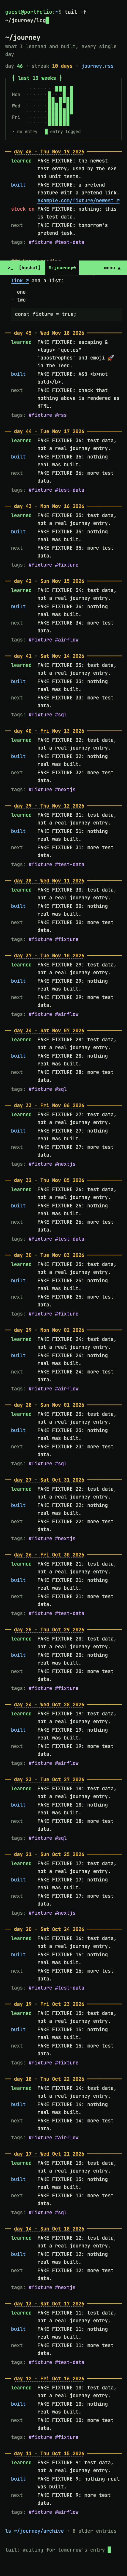 guest@portfolio:~$ tail -f
~/journey/log
~/journey
what I learned and built, every single
day
day 46 · streak 10 days · journey.rss
last 13 weeks
Mon
Wed
Fri
· no entry █ entry logged
day 46 · Thu Nov 19 2026
learned FAKE FIXTURE: the newest
test entry, used by the e2e
and unit tests.
built FAKE FIXTURE: a pretend
feature with a pretend link.
example.com/fixture/newest ↗
stuck on FAKE FIXTURE: nothing; this
is test data.
next FAKE FIXTURE: tomorrow's
pretend task.
tags: #fixture #test-data
>_ [kushal] 0:journey* menu ▲
link ↗ and a list:
- one
- two
const fixture = true;
day 45 · Wed Nov 18 2026
learned FAKE FIXTURE: escaping &
<tags> "quotes"
'apostrophes' and emoji 🚀
in the feed.
built FAKE FIXTURE: A&B <b>not
bold</b>.
next FAKE FIXTURE: check that
nothing above is rendered as
HTML.
tags: #fixture #rss
day 44 · Tue Nov 17 2026
learned FAKE FIXTURE 36: test data,
not a real journey entry.
built FAKE FIXTURE 36: nothing
real was built.
next FAKE FIXTURE 36: more test
data.
tags: #fixture #test-data
day 43 · Mon Nov 16 2026
learned FAKE FIXTURE 35: test data,
not a real journey entry.
built FAKE FIXTURE 35: nothing
real was built.
next FAKE FIXTURE 35: more test
data.
tags: #fixture #fixture
day 42 · Sun Nov 15 2026
learned FAKE FIXTURE 34: test data,
not a real journey entry.
built FAKE FIXTURE 34: nothing
real was built.
next FAKE FIXTURE 34: more test
data.
tags: #fixture #airflow
day 41 · Sat Nov 14 2026
learned FAKE FIXTURE 33: test data,
not a real journey entry.
built FAKE FIXTURE 33: nothing
real was built.
next FAKE FIXTURE 33: more test
data.
tags: #fixture #sql
day 40 · Fri Nov 13 2026
learned FAKE FIXTURE 32: test data,
not a real journey entry.
built FAKE FIXTURE 32: nothing
real was built.
next FAKE FIXTURE 32: more test
data.
tags: #fixture #nextjs
day 39 · Thu Nov 12 2026
learned FAKE FIXTURE 31: test data,
not a real journey entry.
built FAKE FIXTURE 31: nothing
real was built.
next FAKE FIXTURE 31: more test
data.
tags: #fixture #test-data
day 38 · Wed Nov 11 2026
learned FAKE FIXTURE 30: test data,
not a real journey entry.
built FAKE FIXTURE 30: nothing
real was built.
next FAKE FIXTURE 30: more test
data.
tags: #fixture #fixture
day 37 · Tue Nov 10 2026
learned FAKE FIXTURE 29: test data,
not a real journey entry.
built FAKE FIXTURE 29: nothing
real was built.
next FAKE FIXTURE 29: more test
data.
tags: #fixture #airflow
day 34 · Sat Nov 07 2026
learned FAKE FIXTURE 28: test data,
not a real journey entry.
built FAKE FIXTURE 28: nothing
real was built.
next FAKE FIXTURE 28: more test
data.
tags: #fixture #sql
day 33 · Fri Nov 06 2026
learned FAKE FIXTURE 27: test data,
not a real journey entry.
built FAKE FIXTURE 27: nothing
real was built.
next FAKE FIXTURE 27: more test
data.
tags: #fixture #nextjs
day 32 · Thu Nov 05 2026
learned FAKE FIXTURE 26: test data,
not a real journey entry.
built FAKE FIXTURE 26: nothing
real was built.
next FAKE FIXTURE 26: more test
data.
tags: #fixture #test-data
day 30 · Tue Nov 03 2026
learned FAKE FIXTURE 25: test data,
not a real journey entry.
built FAKE FIXTURE 25: nothing
real was built.
next FAKE FIXTURE 25: more test
data.
tags: #fixture #fixture
day 29 · Mon Nov 02 2026
learned FAKE FIXTURE 24: test data,
not a real journey entry.
built FAKE FIXTURE 24: nothing
real was built.
next FAKE FIXTURE 24: more test
data.
tags: #fixture #airflow
day 28 · Sun Nov 01 2026
learned FAKE FIXTURE 23: test data,
not a real journey entry.
built FAKE FIXTURE 23: nothing
real was built.
next FAKE FIXTURE 23: more test
data.
tags: #fixture #sql
day 27 · Sat Oct 31 2026
learned FAKE FIXTURE 22: test data,
not a real journey entry.
built FAKE FIXTURE 22: nothing
real was built.
next FAKE FIXTURE 22: more test
data.
tags: #fixture #nextjs
day 26 · Fri Oct 30 2026
learned FAKE FIXTURE 21: test data,
not a real journey entry.
built FAKE FIXTURE 21: nothing
real was built.
next FAKE FIXTURE 21: more test
data.
tags: #fixture #test-data
day 25 · Thu Oct 29 2026
learned FAKE FIXTURE 20: test data,
not a real journey entry.
built FAKE FIXTURE 20: nothing
real was built.
next FAKE FIXTURE 20: more test
data.
tags: #fixture #fixture
day 24 · Wed Oct 28 2026
learned FAKE FIXTURE 19: test data,
not a real journey entry.
built FAKE FIXTURE 19: nothing
real was built.
next FAKE FIXTURE 19: more test
data.
tags: #fixture #airflow
day 23 · Tue Oct 27 2026
learned FAKE FIXTURE 18: test data,
not a real journey entry.
built FAKE FIXTURE 18: nothing
real was built.
next FAKE FIXTURE 18: more test
data.
tags: #fixture #sql
day 21 · Sun Oct 25 2026
learned FAKE FIXTURE 17: test data,
not a real journey entry.
built FAKE FIXTURE 17: nothing
real was built.
next FAKE FIXTURE 17: more test
data.
tags: #fixture #nextjs
day 20 · Sat Oct 24 2026
learned FAKE FIXTURE 16: test data,
not a real journey entry.
built FAKE FIXTURE 16: nothing
real was built.
next FAKE FIXTURE 16: more test
data.
tags: #fixture #test-data
day 19 · Fri Oct 23 2026
learned FAKE FIXTURE 15: test data,
not a real journey entry.
built FAKE FIXTURE 15: nothing
real was built.
next FAKE FIXTURE 15: more test
data.
tags: #fixture #fixture
day 18 · Thu Oct 22 2026
learned FAKE FIXTURE 14: test data,
not a real journey entry.
built FAKE FIXTURE 14: nothing
real was built.
next FAKE FIXTURE 14: more test
data.
tags: #fixture #airflow
day 17 · Wed Oct 21 2026
learned FAKE FIXTURE 13: test data,
not a real journey entry.
built FAKE FIXTURE 13: nothing
real was built.
next FAKE FIXTURE 13: more test
data.
tags: #fixture #sql
day 14 · Sun Oct 18 2026
learned FAKE FIXTURE 12: test data,
not a real journey entry.
built FAKE FIXTURE 12: nothing
real was built.
next FAKE FIXTURE 12: more test
data.
tags: #fixture #nextjs
day 13 · Sat Oct 17 2026
learned FAKE FIXTURE 11: test data,
not a real journey entry.
built FAKE FIXTURE 11: nothing
real was built.
next FAKE FIXTURE 11: more test
data.
tags: #fixture #test-data
day 12 · Fri Oct 16 2026
learned FAKE FIXTURE 10: test data,
not a real journey entry.
built FAKE FIXTURE 10: nothing
real was built.
next FAKE FIXTURE 10: more test
data.
tags: #fixture #fixture
day 11 · Thu Oct 15 2026
learned FAKE FIXTURE 9: test data,
not a real journey entry.
built FAKE FIXTURE 9: nothing real
was built.
next FAKE FIXTURE 9: more test
data.
tags: #fixture #airflow
ls ~/journey/archive · 8 older entries
tail: waiting for tomorrow's entry